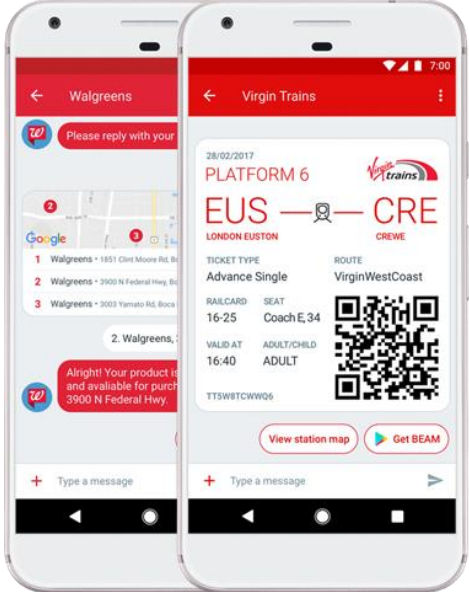 Walgreens
Please reply with your
Google
2
3
1 Walgreens • 1851 Clint Moore Rd, B
2 Walgreens • 3900 N Federal Hwy, Bo
3 Walgreens • 3003 Yamato Rd, Boca
2. Walgreens,
Alright! Your product is
and avaliable for purch
3900 N Federal Hwy.
Type a message
7:00
Virgin Trains
28/02/2017
PLATFORM 6
Virgin trains
EUS — CRE
LONDON EUSTON CREWE
TICKET TYPE ROUTE
Advance Single VirginWestCoast
RAILCARD SEAT
16-25 Coach E, 34
VALID AT ADULT/CHILD
16:40 ADULT
TT5W8TCWWQ6
View station map Get BEAM
Type a message